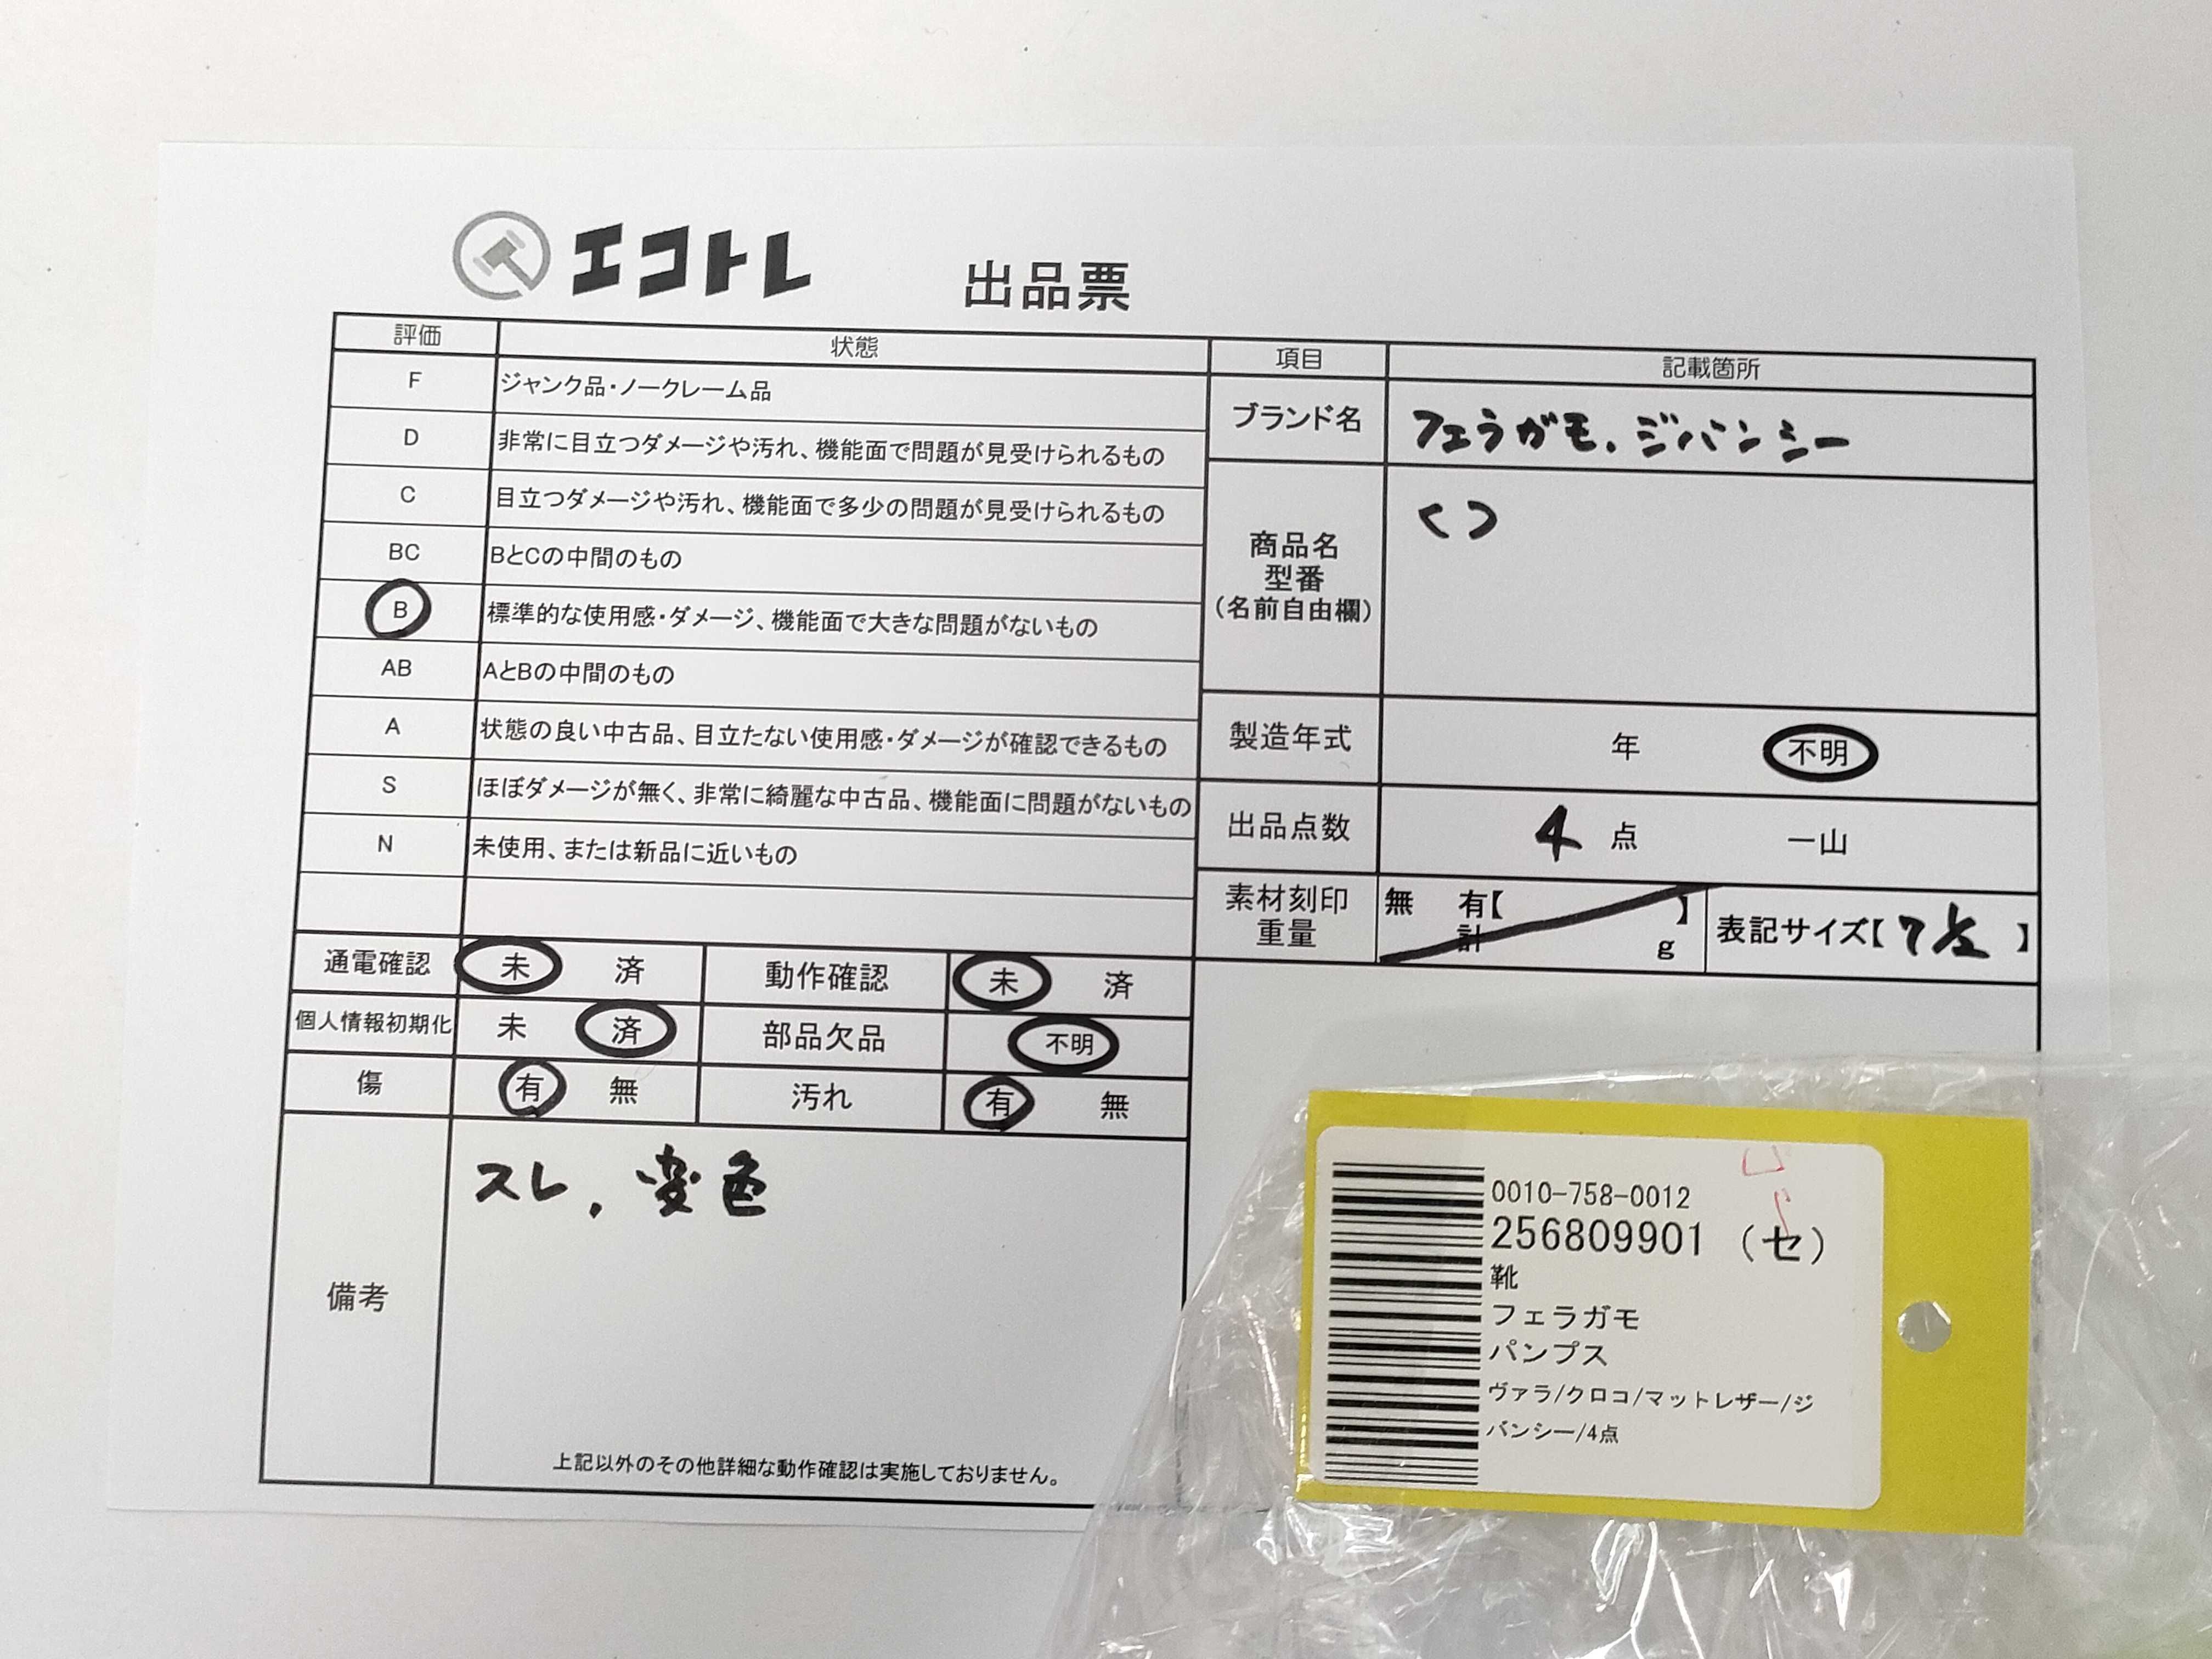 エコトレ 出品票
評価 状態 項目 記載箇所
F ジャンク品・ノークレーム品
D 非常に目立つダメージや汚れ、機能面で問題が見受けられるもの
C 目立つダメージや汚れ、機能面で多少の問題が見受けられるもの
BC BとCの中間のもの
B 標準的な使用感・ダメージ、機能面で大きな問題がないもの
AB AとBの中間のもの
A 状態の良い中古品、目立たない使用感・ダメージが確認できるもの
S ほぼダメージが無く、非常に綺麗な中古品、機能面に問題がないもの
N 未使用、または新品に近いもの
ブランド名 フェラガモ.ジバンシー
商品名
型番
(名前自由欄)
くつ
製造年式 年 不明
出品点数 4 点 一山
素材刻印
重量
無 有【 】
計 g
表記サイズ【 7 1/2 】
通電確認 未 済 動作確認 未 済
個人情報初期化 未 済 部品欠品 不明
傷 有 無 汚れ 有 無
備考
スレ, 変色
上記以外のその他詳細な動作確認は実施しておりません。
0010-758-0012
256809901 (セ)
靴
フェラガモ
パンプス
ヴァラ/クロコ/マットレザー/ジ
バンシー/4点